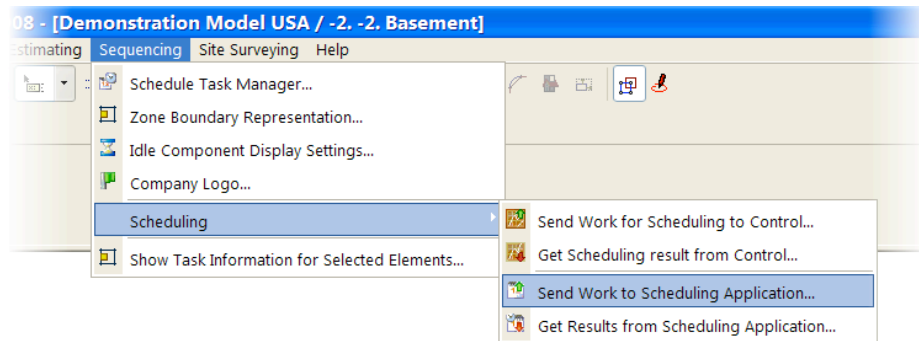 08 - [Demonstration Model USA / -2. -2. Basement]
Estimating Sequencing Site Surveying Help
Schedule Task Manager...
Zone Boundary Representation...
Idle Component Display Settings...
Company Logo...
Scheduling
Send Work for Scheduling to Control...
Get Scheduling result from Control...
Show Task Information for Selected Elements...
Send Work to Scheduling Application...
Get Results from Scheduling Application...